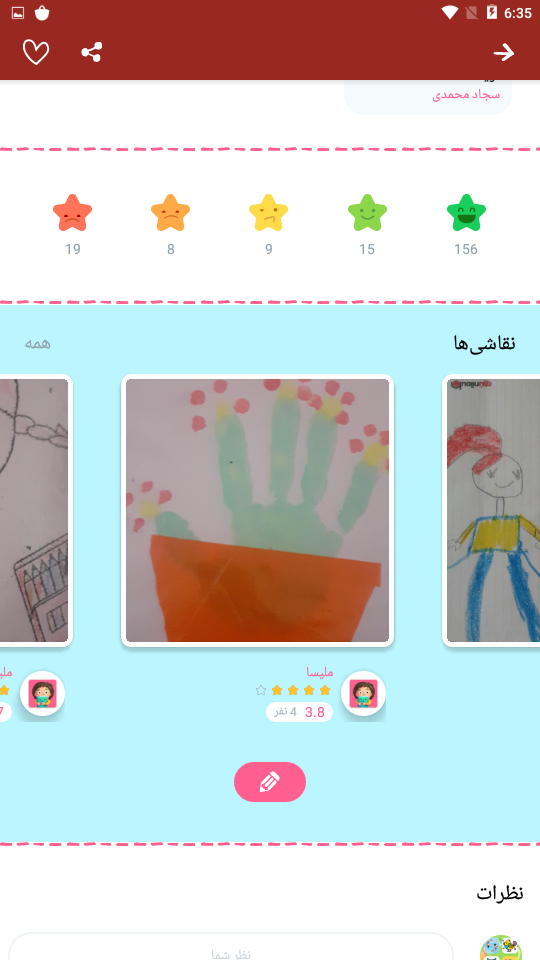 6:35
سجاد محمدی
156
15
9
8
19
نقاشی‌ها
همه
ملیسا
3.8
4 نفر
7
نظرات
نظر شما